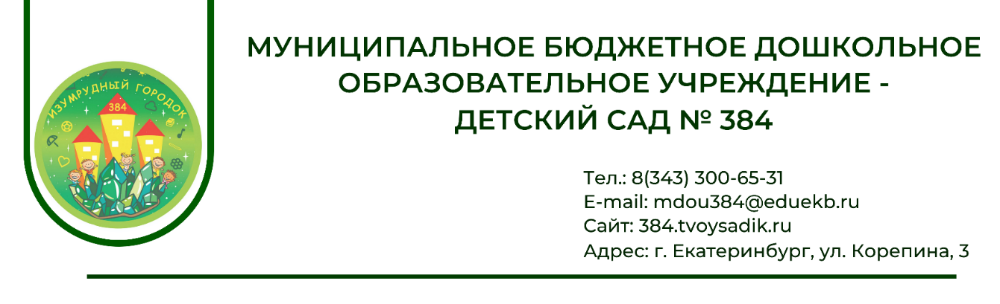 ИЗУМРУДНЫЙ ГОРОДОК
384
МУНИЦИПАЛЬНОЕ БЮДЖЕТНОЕ ДОШКОЛЬНОЕ
ОБРАЗОВАТЕЛЬНОЕ УЧРЕЖДЕНИЕ -
ДЕТСКИЙ САД № 384
Тел.: 8(343) 300-65-31
E-mail: mdou384@eduekb.ru
Сайт: 384.tvoysadik.ru
Адрес: г. Екатеринбург, ул. Корепина, 3